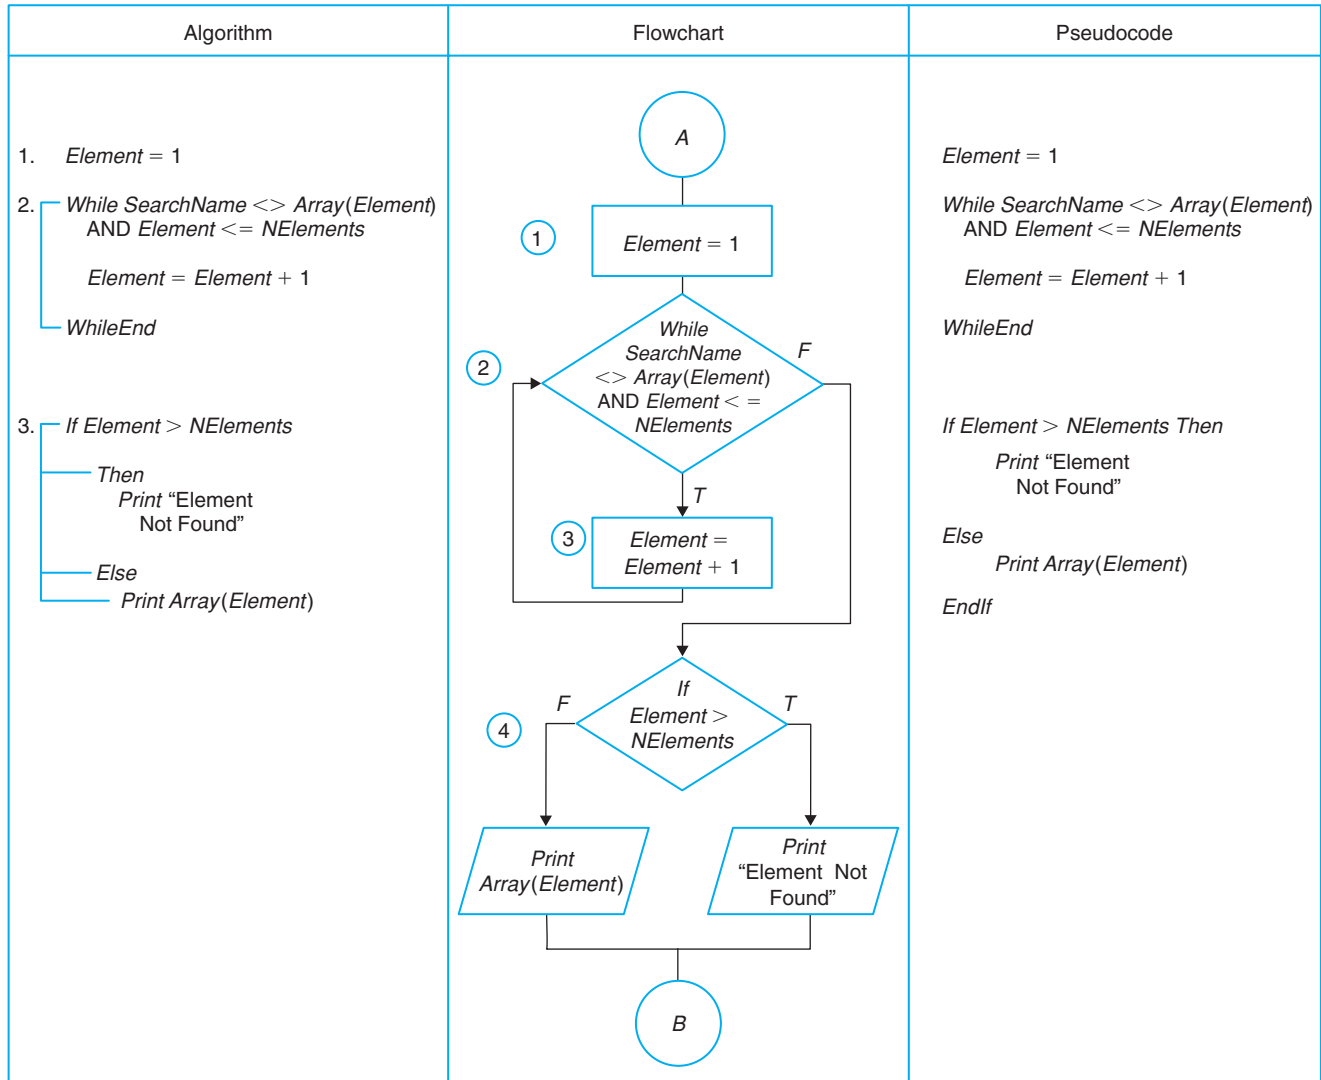 Algorithm
1. Element = 1
2. While SearchName <> Array(Element)
AND Element <= NElements
Element = Element + 1
WhileEnd
3. If Element > NElements
Then
Print “Element
Not Found”
Else
Print Array(Element)
Flowchart
A
1
Element = 1
2
While
SearchName
<> Array(Element)
AND Element < =
NElements
F
T
3
Element =
Element + 1
4
If
Element >
NElements
F
T
Print
Array(Element)
Print
“Element Not
Found”
B
Pseudocode
Element = 1
While SearchName <> Array(Element)
AND Element <= NElements
Element = Element + 1
WhileEnd
If Element > NElements Then
Print “Element
Not Found”
Else
Print Array(Element)
EndIf